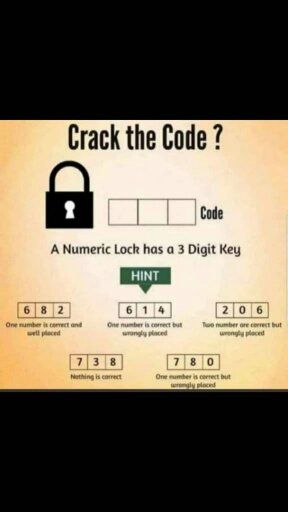 Crack the Code ?
Code
A Numeric Lock has a 3 Digit Key
HINT
6 8 2
One number is correct and
well placed
6 1 4
One number is correct but
wrongly placed
2 0 6
Two number are correct but
wrongly placed
7 3 8
Nothing is correct
7 8 0
One number is correct but
wrongly placed